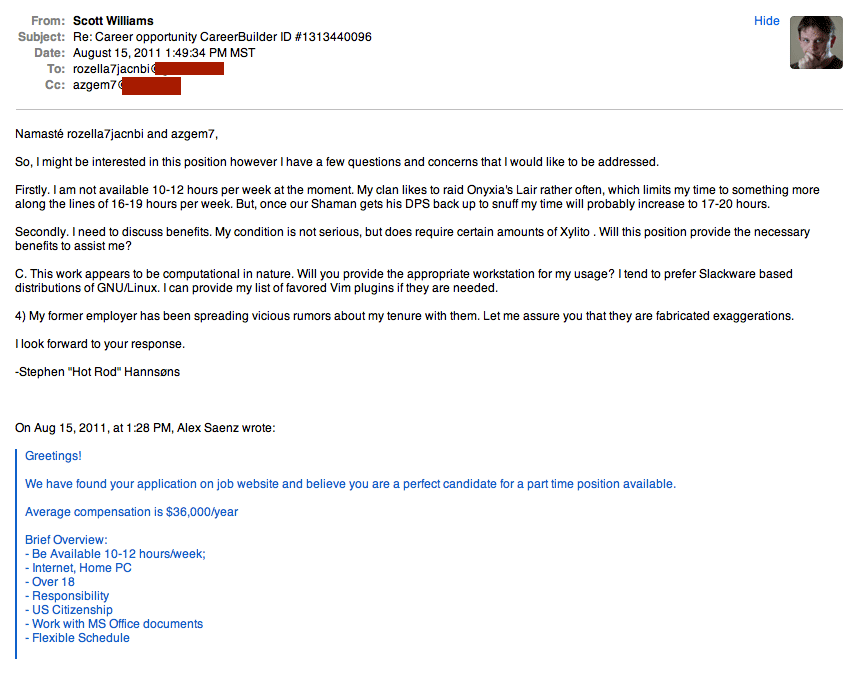 From: Scott Williams
Hide
Subject: Re: Career opportunity CareerBuilder ID #1313440096
Date: August 15, 2011 1:49:34 PM MST
To: rozella7jacnbi@
Cc: azgem7@
Namasté rozella7jacnbi and azgem7,
So, I might be interested in this position however I have a few questions and concerns that I would like to be addressed.
Firstly. I am not available 10-12 hours per week at the moment. My clan likes to raid Onyxia's Lair rather often, which limits my time to something more
along the lines of 16-19 hours per week. But, once our Shaman gets his DPS back up to snuff my time will probably increase to 17-20 hours.
Secondly. I need to discuss benefits. My condition is not serious, but does require certain amounts of Xylito . Will this position provide the necessary
benefits to assist me?
C. This work appears to be computational in nature. Will you provide the appropriate workstation for my usage? I tend to prefer Slackware based
distributions of GNU/Linux. I can provide my list of favored Vim plugins if they are needed.
4) My former employer has been spreading vicious rumors about my tenure with them. Let me assure you that they are fabricated exaggerations.
I look forward to your response.
-Stephen "Hot Rod" Hannsøns
On Aug 15, 2011, at 1:28 PM, Alex Saenz wrote:
Greetings!
We have found your application on job website and believe you are a perfect candidate for a part time position available.
Average compensation is $36,000/year
Brief Overview:
- Be Available 10-12 hours/week;
- Internet, Home PC
- Over 18
- Responsibility
- US Citizenship
- Work with MS Office documents
- Flexible Schedule